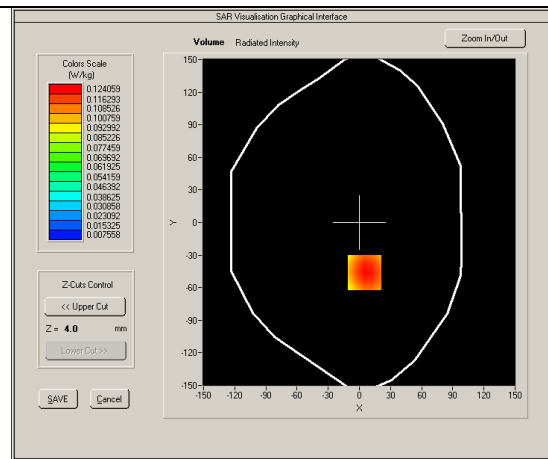 SAR Visualisation Graphical Interface
Volume Radiated Intensity
Zoom In/Out
Colors Scale
(W/kg)
0.124059
0.116293
0.108526
0.100759
0.092992
0.085226
0.077459
0.069692
0.061925
0.054159
0.046392
0.038625
0.030858
0.023092
0.015325
0.007558
Z-Cuts Control
<< Upper Cut
Z = 4.0 mm
Lower Cut >>
SAVE Cancel
150
120
90
60
30
0
-30
-60
-90
-120
-150
Y
-150 -120 -90 -60 -30 0 30 60 90 120 150
X